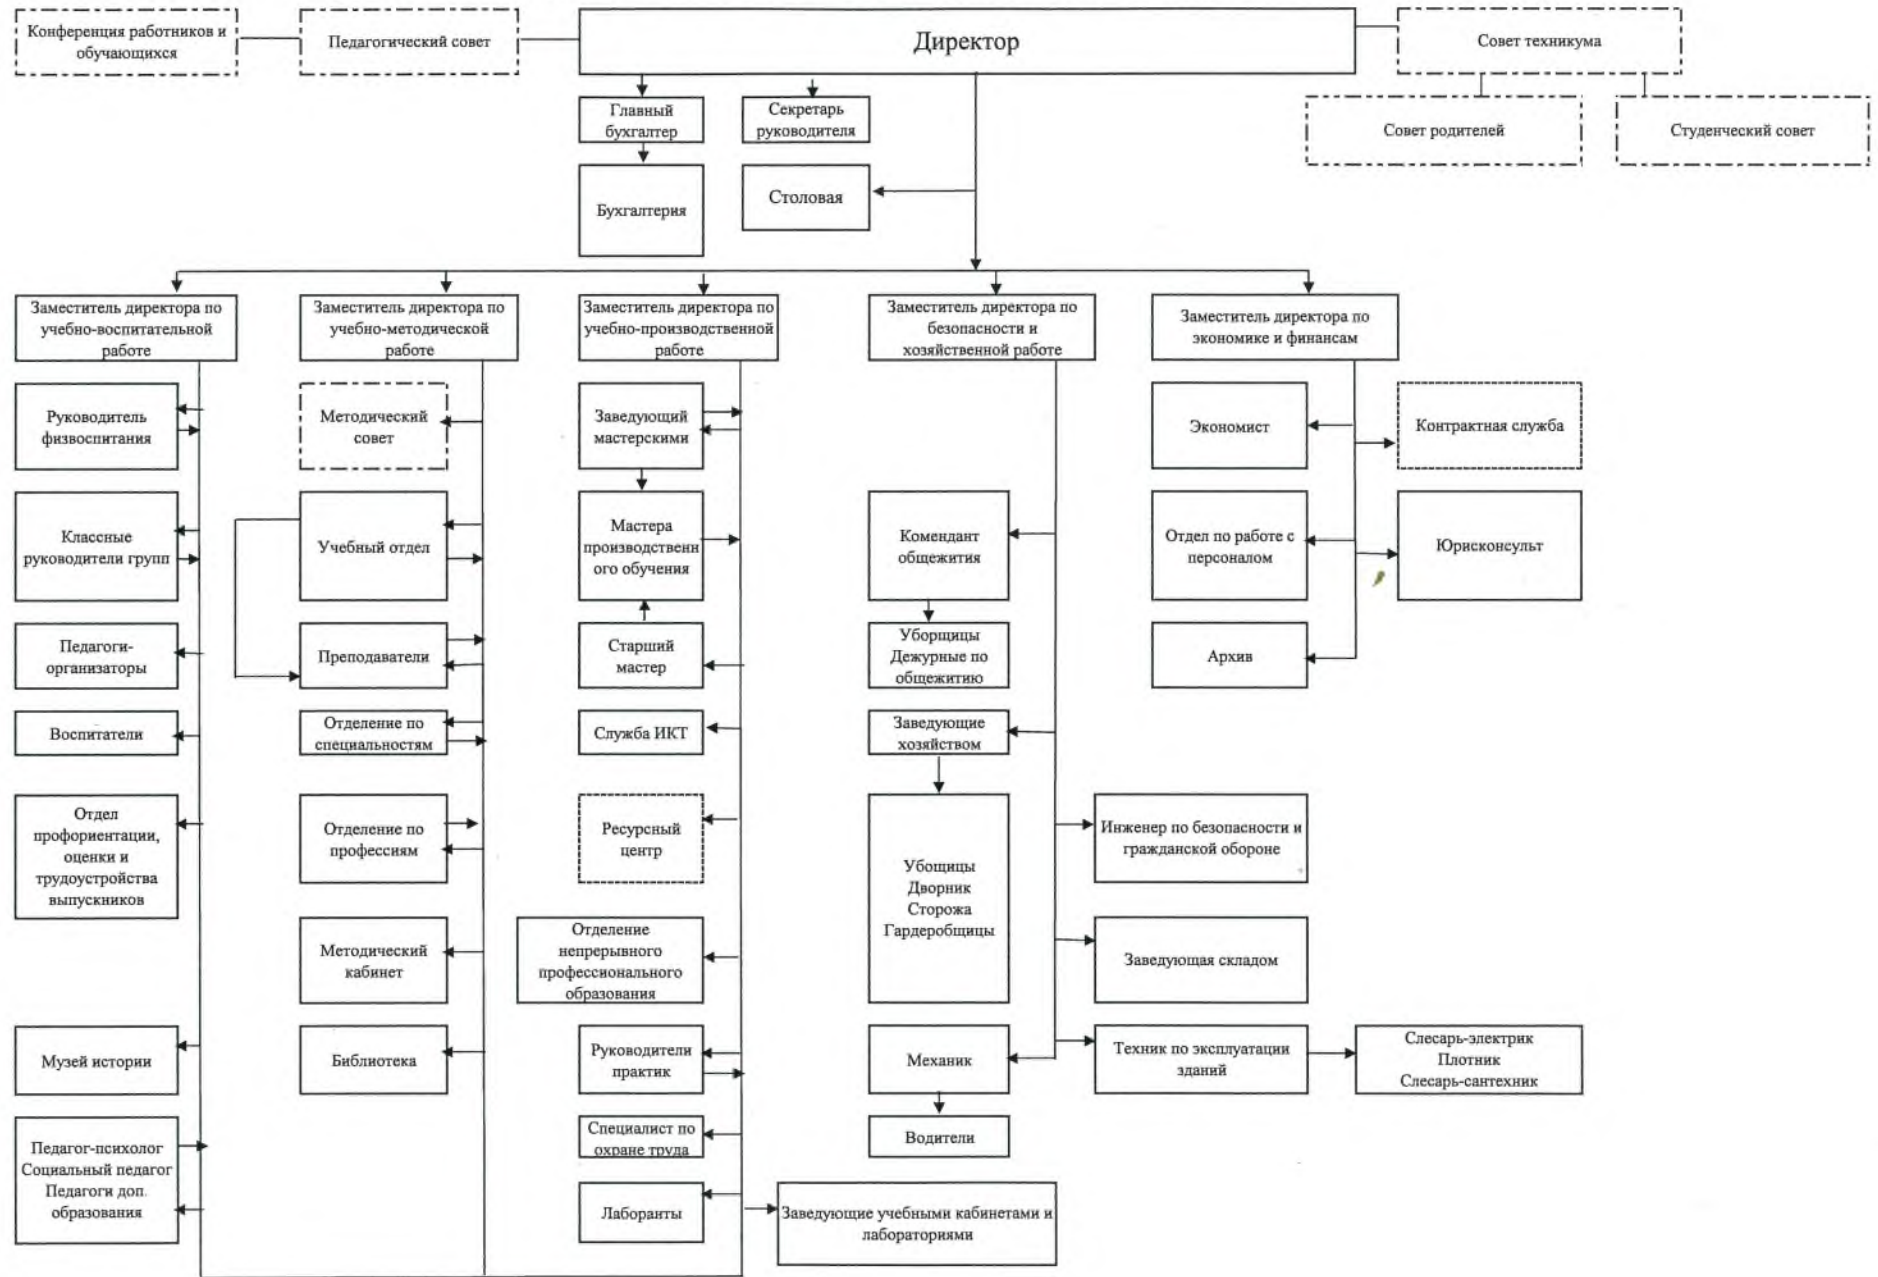 Конференция работников и
обучающихся
Педагогический совет
Директор
Совет техникума
Главный
бухгалтер
Секретарь
руководителя
Совет родителей
Студенческий совет
Бухгалтерия
Столовая
Заместитель директора по
учебно-воспитательной
работе
Заместитель директора по
учебно-методической
работе
Заместитель директора по
учебно-производственной
работе
Заместитель директора по
безопасности и
хозяйственной работе
Заместитель директора по
экономике и финансам
Руководитель
физвоспитания
Методический
совет
Заведующий
мастерскими
Экономист
Контрактная служба
Классные
руководители групп
Учебный отдел
Мастера
производственн
ого обучения
Комендант
общежития
Отдел по работе с
персоналом
Юрисконсульт
Педагоги-
организаторы
Преподаватели
Старший
мастер
Уборщицы
Дежурные по
общежитию
Архив
Воспитатели
Отделение по
специальностям
Служба ИКТ
Заведующие
хозяйством
Отдел
профориентации,
оценки и
трудоустройства
выпускников
Отделение по
профессиям
Ресурсный
центр
Убощицы
Дворник
Сторожа
Гардеробщицы
Инженер по безопасности и
гражданской обороне
Методический
кабинет
Отделение
непрерывного
профессионального
образования
Заведующая складом
Музей истории
Библиотека
Руководители
практик
Механик
Техник по эксплуатации
зданий
Слесарь-электрик
Плотник
Слесарь-сантехник
Педагог-психолог
Социальный педагог
Педагоги доп.
образования
Специалист по
охране труда
Водители
Лаборанты
Заведующие учебными кабинетами и
лабораториями